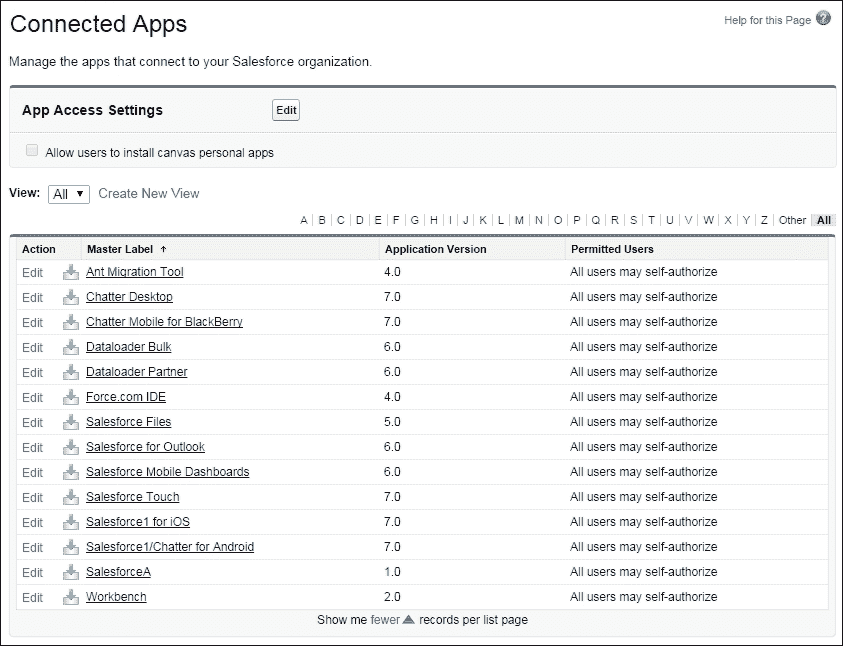 Connected Apps
Help for this Page ?
Manage the apps that connect to your Salesforce organization.
App Access Settings Edit
Allow users to install canvas personal apps
View: All ▼ Create New View
A | B | C | D | E | F | G | H | I | J | K | L | M | N | O | P | Q | R | S | T | U | V | W | X | Y | Z | Other All
Action Master Label ↑ Application Version Permitted Users
Edit Ant Migration Tool 4.0 All users may self-authorize
Edit Chatter Desktop 7.0 All users may self-authorize
Edit Chatter Mobile for BlackBerry 7.0 All users may self-authorize
Edit Dataloader Bulk 6.0 All users may self-authorize
Edit Dataloader Partner 6.0 All users may self-authorize
Edit Force.com IDE 4.0 All users may self-authorize
Edit Salesforce Files 5.0 All users may self-authorize
Edit Salesforce for Outlook 6.0 All users may self-authorize
Edit Salesforce Mobile Dashboards 6.0 All users may self-authorize
Edit Salesforce Touch 7.0 All users may self-authorize
Edit Salesforce1 for iOS 7.0 All users may self-authorize
Edit Salesforce1/Chatter for Android 7.0 All users may self-authorize
Edit SalesforceA 1.0 All users may self-authorize
Edit Workbench 2.0 All users may self-authorize
Show me fewer ▲ records per list page